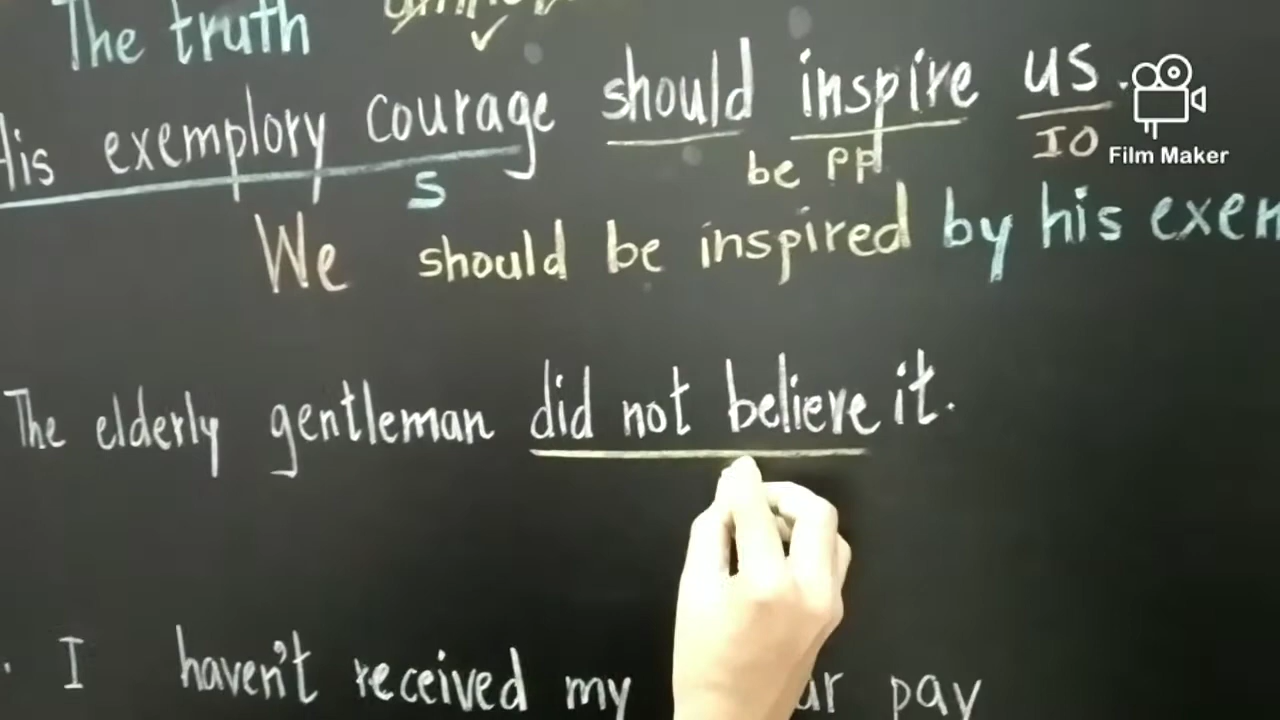 The truth
His exemplory courage should inspire us.
S be PP IO
Film Maker
We should be inspired by his exem
The elderly gentleman did not believe it.
I haven't received my pay